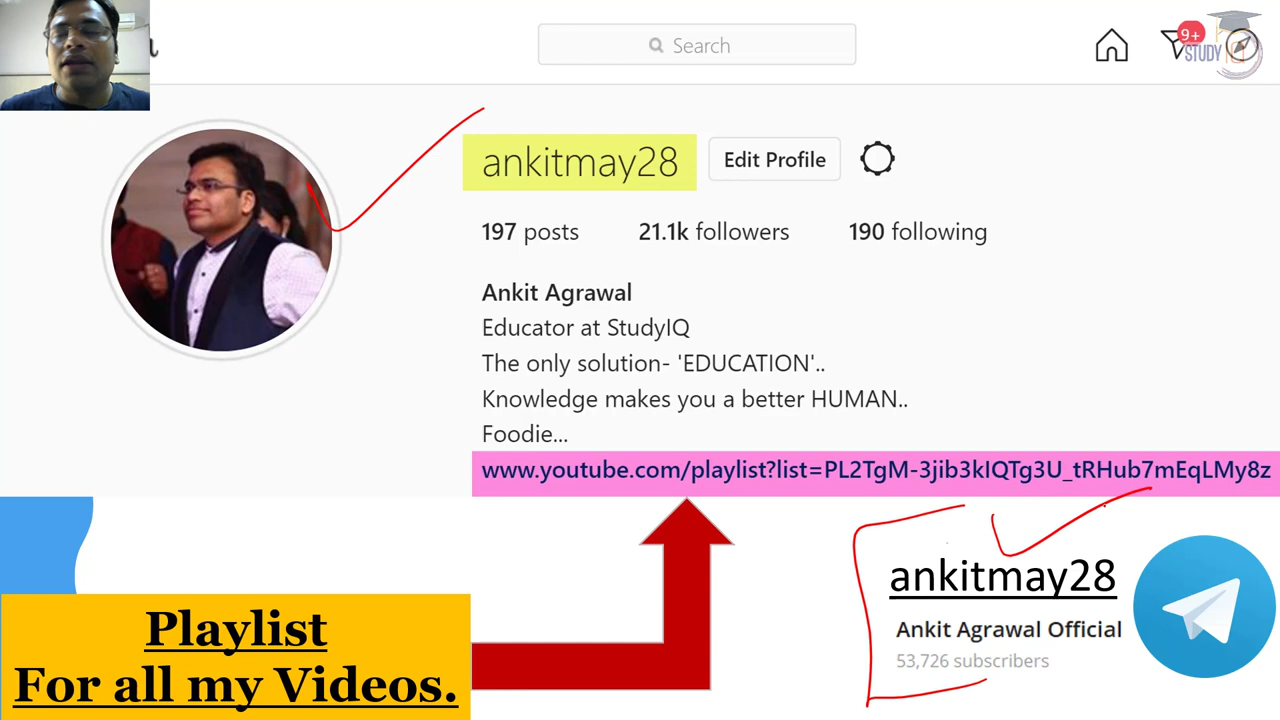 Search
9+
STUDY
ankitmay28
Edit Profile
197 posts
21.1k followers
190 following
Ankit Agrawal
Educator at StudyIQ
The only solution- 'EDUCATION'..
Knowledge makes you a better HUMAN..
Foodie...
www.youtube.com/playlist?list=PL2TgM-3jib3kIQTg3U_tRHub7mEqLMy8z
Playlist
For all my Videos.
ankitmay28
Ankit Agrawal Official
53,726 subscribers